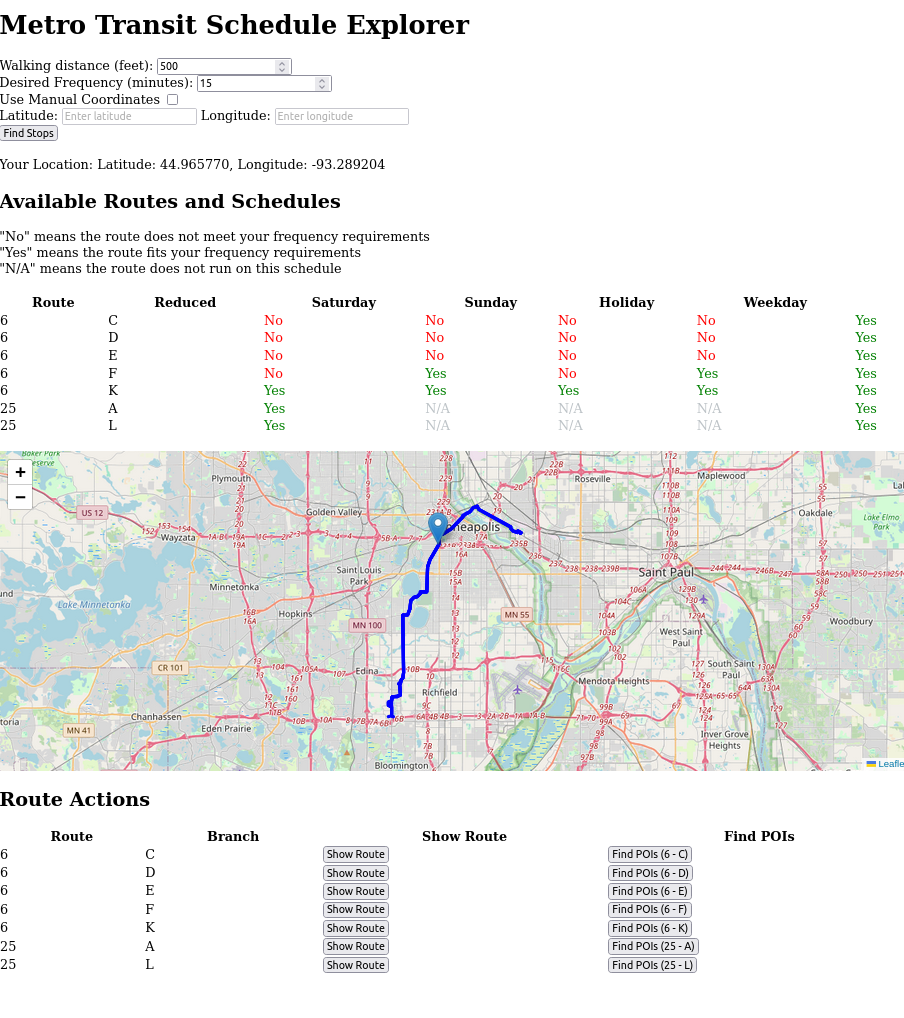 Metro Transit Schedule Explorer
Walking distance (feet): 500
Desired Frequency (minutes): 15
Use Manual Coordinates
Latitude: Enter latitude Longitude: Enter longitude
Find Stops
Your Location: Latitude: 44.965770, Longitude: -93.289204
Available Routes and Schedules
"No" means the route does not meet your frequency requirements
"Yes" means the route fits your frequency requirements
"N/A" means the route does not run on this schedule
Route Reduced Saturday Sunday Holiday Weekday
6 C No No No No Yes
6 D No No No No Yes
6 E No No No No Yes
6 F No Yes No Yes Yes
6 K Yes Yes Yes Yes Yes
25 A Yes N/A N/A N/A Yes
25 L Yes N/A N/A N/A Yes
Baker Park
Reserve
+
−
Plymouth
Roseville
Maplewood
US 12
Golden Valley
Oakdale
Lake Elmo
Park
Wayzata
Saint Louis
Park
Saint Paul
Minnetonka
Lake Minnetonka
Hopkins
MN 100
MN 55
West Saint
Paul
Woodbury
CR 101
Edina
South Saint
Paul
Richfield
Mendota Heights
Chanhassen
Eden Prairie
MN 41
Inver Grove
Heights
Bloomington
Route Actions
Route Branch Show Route Find POIs
6 C Show Route Find POIs (6 - C)
6 D Show Route Find POIs (6 - D)
6 E Show Route Find POIs (6 - E)
6 F Show Route Find POIs (6 - F)
6 K Show Route Find POIs (6 - K)
25 A Show Route Find POIs (25 - A)
25 L Show Route Find POIs (25 - L)